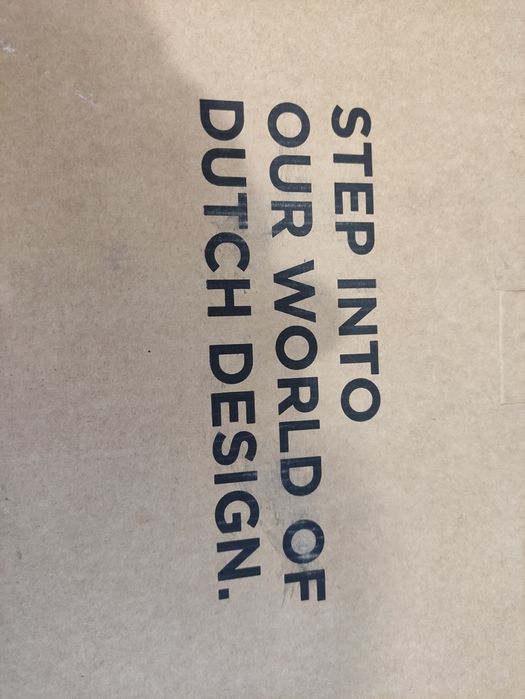 STEP INTO
OUR WORLD OF
DUTCH DESIGN.